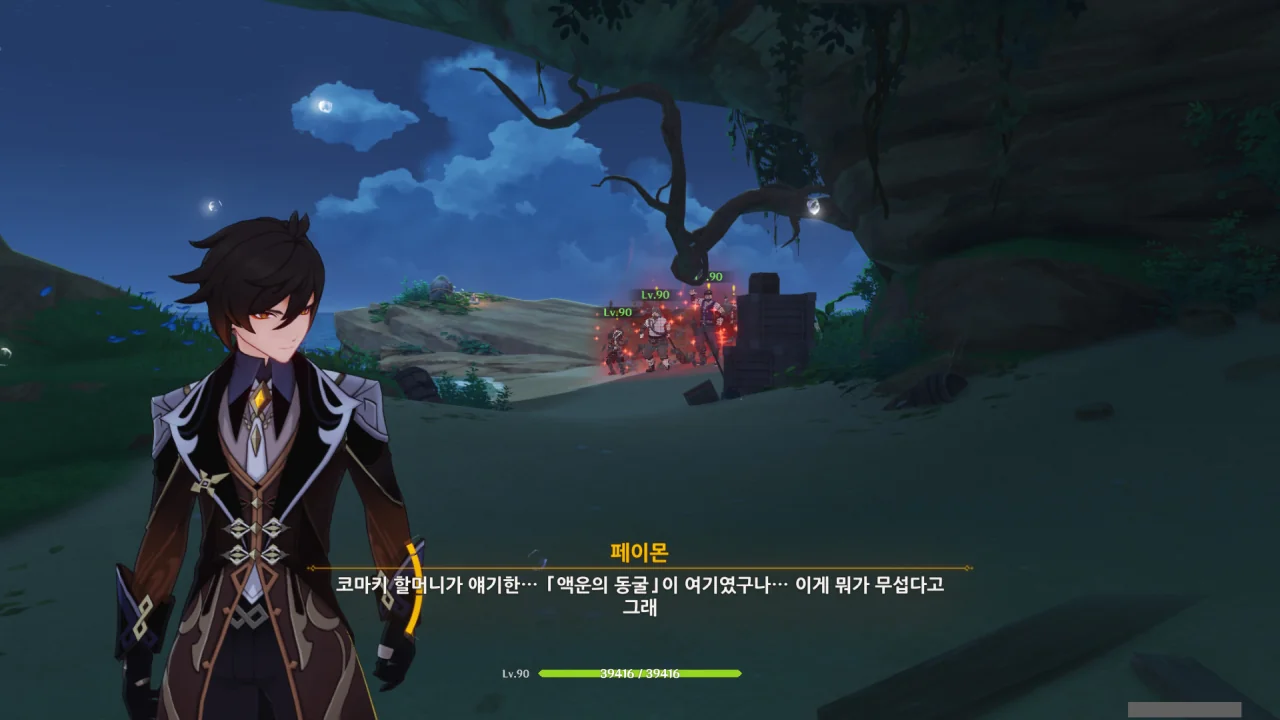 .90
Lv.90
Lv.90
페이몬
코마키 할머니가 얘기한… 「액운의 동굴」이 여기였구나… 이게 뭐가 무섭다고
그래
Lv.90 39416 / 39416